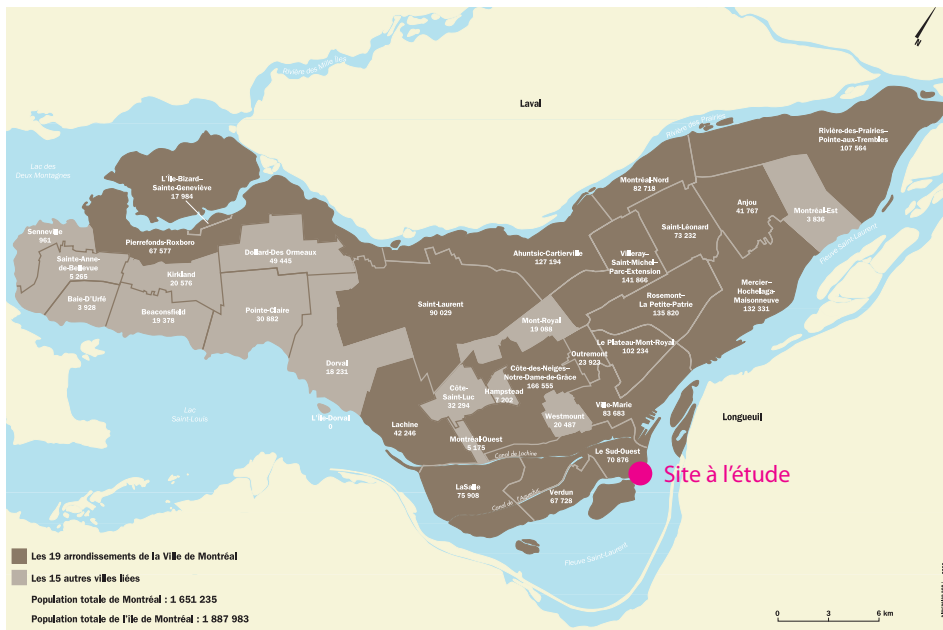 N
Rivière des Mille Iles
Laval
Rivière des Prairies
Rivière-des-Prairies–
Pointe-aux-Trembles
107 564
Lac des
Deux Montagnes
L'Île-Bizard–
Sainte-Geneviève
17 984
Montréal-Nord
82 718
Anjou
41 767
Montréal-Est
3 836
Senneville
961
Pierrefonds-Roxboro
67 577
Dollard-Des Ormeaux
49 445
Saint-Léonard
73 232
Fleuve Saint-Laurent
Sainte-Anne-
de-Bellevue
5 265
Kirkland
20 576
Ahuntsic-Cartierville
127 194
Villeray–
Saint-Michel–
Parc-Extension
141 866
Baie-D'Urfé
3 928
Beaconsfield
19 378
Pointe-Claire
30 882
Saint-Laurent
90 029
Mont-Royal
19 088
Rosemont–
La Petite-Patrie
135 820
Mercier–
Hochelaga-
Maisonneuve
132 331
Dorval
18 231
Outremont
23 923
Le Plateau-Mont-Royal
102 234
Côte-des-Neiges–
Notre-Dame-de-Grâce
166 555
Côte-
Saint-Luc
32 294
Hampstead
7 202
Lac
Saint-Louis
L'Île-Dorval
0
Lachine
42 246
Montréal-Ouest
5 175
Westmount
20 487
Ville-Marie
83 683
Longueuil
Canal de Lachine
Le Sud-Ouest
70 876
Site à l'étude
LaSalle
75 908
Canal de l'Aqueduc
Verdun
67 728
Fleuve Saint-Laurent
Les 19 arrondissements de la Ville de Montréal
Les 15 autres villes liées
Population totale de Montréal : 1 651 235
Population totale de l'île de Montréal : 1 887 983
0 3 6 km